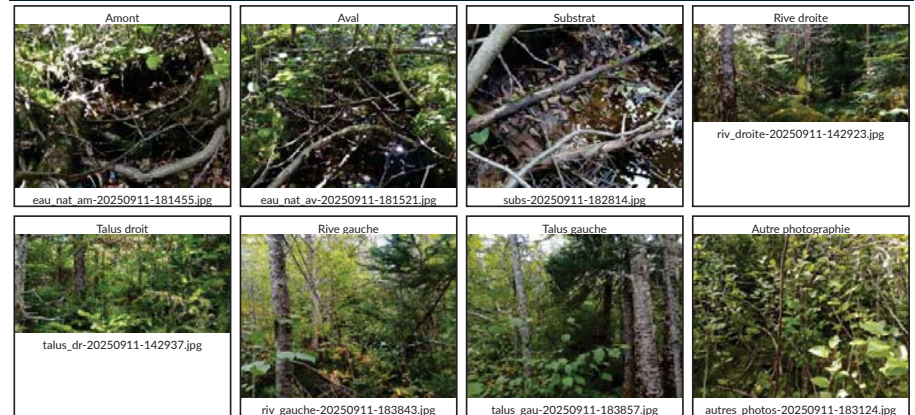 Amont
Aval
Substrat
Rive droite
eau_nat_am-20250911-181455.jpg
eau_nat_av-20250911-181521.jpg
subs-20250911-182814.jpg
riv_droite-20250911-142923.jpg
Talus droit
Rive gauche
Talus gauche
Autre photographie
talus_dr-20250911-142937.jpg
riv_gauche-20250911-183843.jpg
talus_gau-20250911-183857.jpg
autres_photos-20250911-183124.jpg